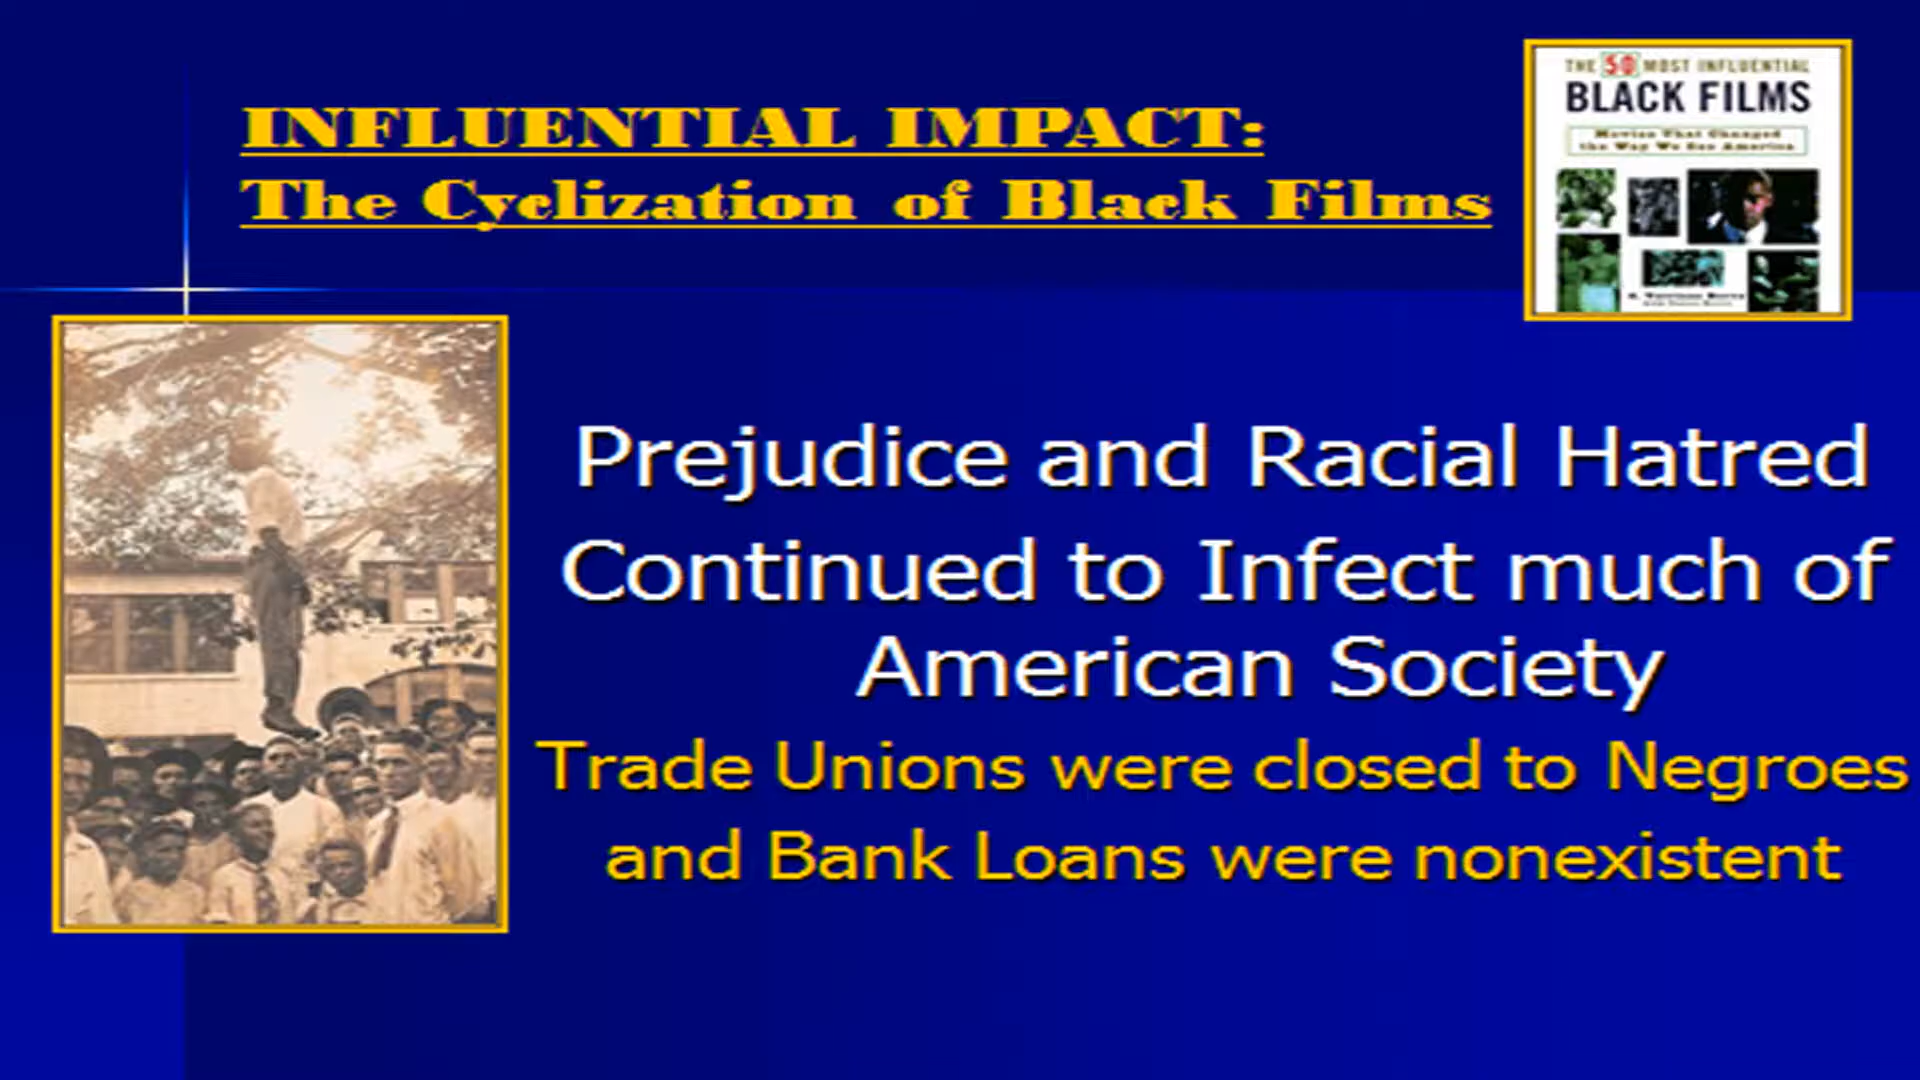 INFLUENTIAL IMPACT:
The Cyclization of Black Films
THE 50 MOST INFLUENTIAL
BLACK FILMS
Movies That Changed
the Way We See America
Prejudice and Racial Hatred
Continued to Infect much of
American Society
Trade Unions were closed to Negroes
and Bank Loans were nonexistent